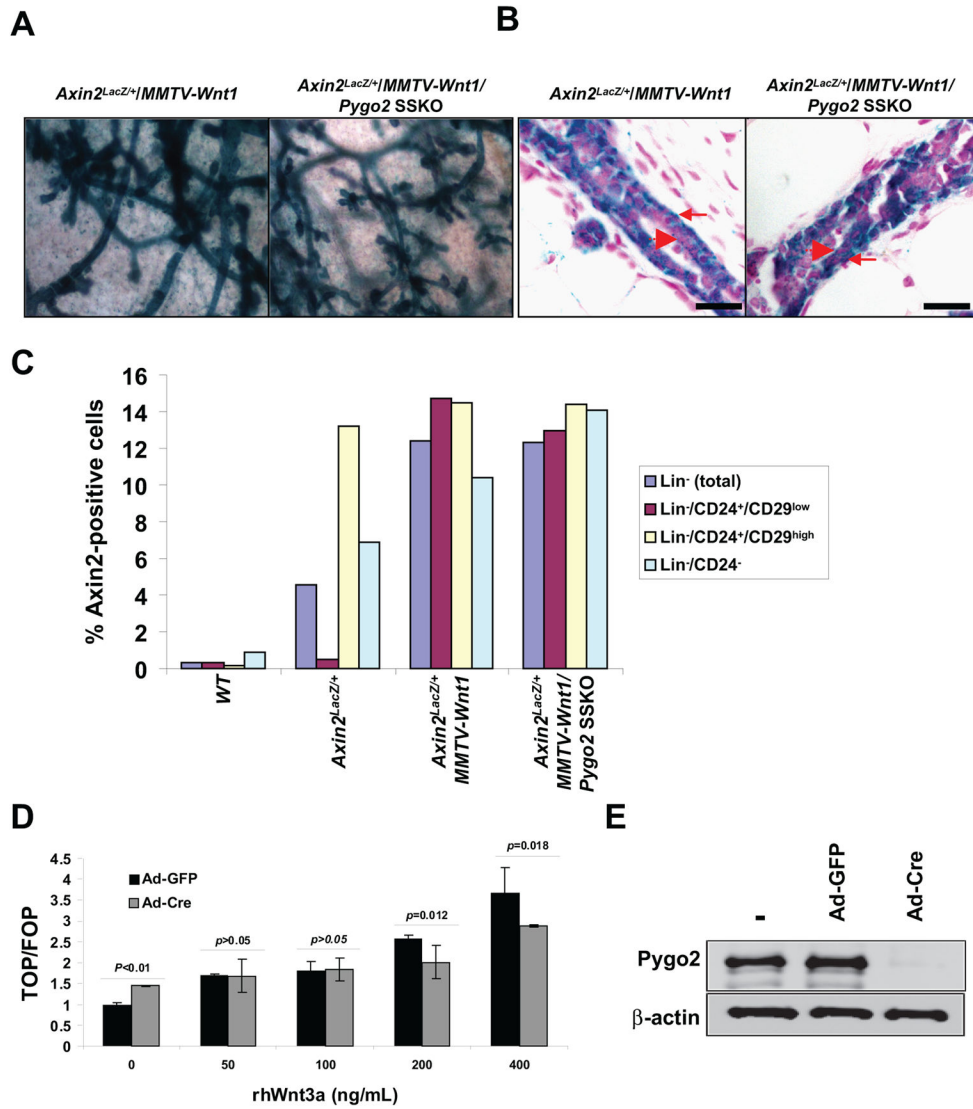 A
B
Axin2LacZ/+/MMTV-Wnt1
Axin2LacZ/+/MMTV-Wnt1/
Pygo2 SSKO
Axin2LacZ/+/MMTV-Wnt1
Axin2LacZ/+/MMTV-Wnt1/
Pygo2 SSKO
C
% Axin2-positive cells
16
14
12
10
8
6
4
2
0
WT
Axin2LacZ/+
Axin2LacZ/+
MMTV-Wnt1
Axin2LacZ/+
MMTV-Wnt1/
Pygo2 SSKO
Lin- (total)
Lin-/CD24+/CD29low
Lin-/CD24+/CD29high
Lin-/CD24-
D
TOP/FOP
4.5
4
3.5
3
2.5
2
1.5
1
0.5
0
Ad-GFP
Ad-Cre
P<0.01
p>0.05
p>0.05
p=0.012
p=0.018
0
50
100
200
400
rhWnt3a (ng/mL)
E
-
Ad-GFP
Ad-Cre
Pygo2
β-actin